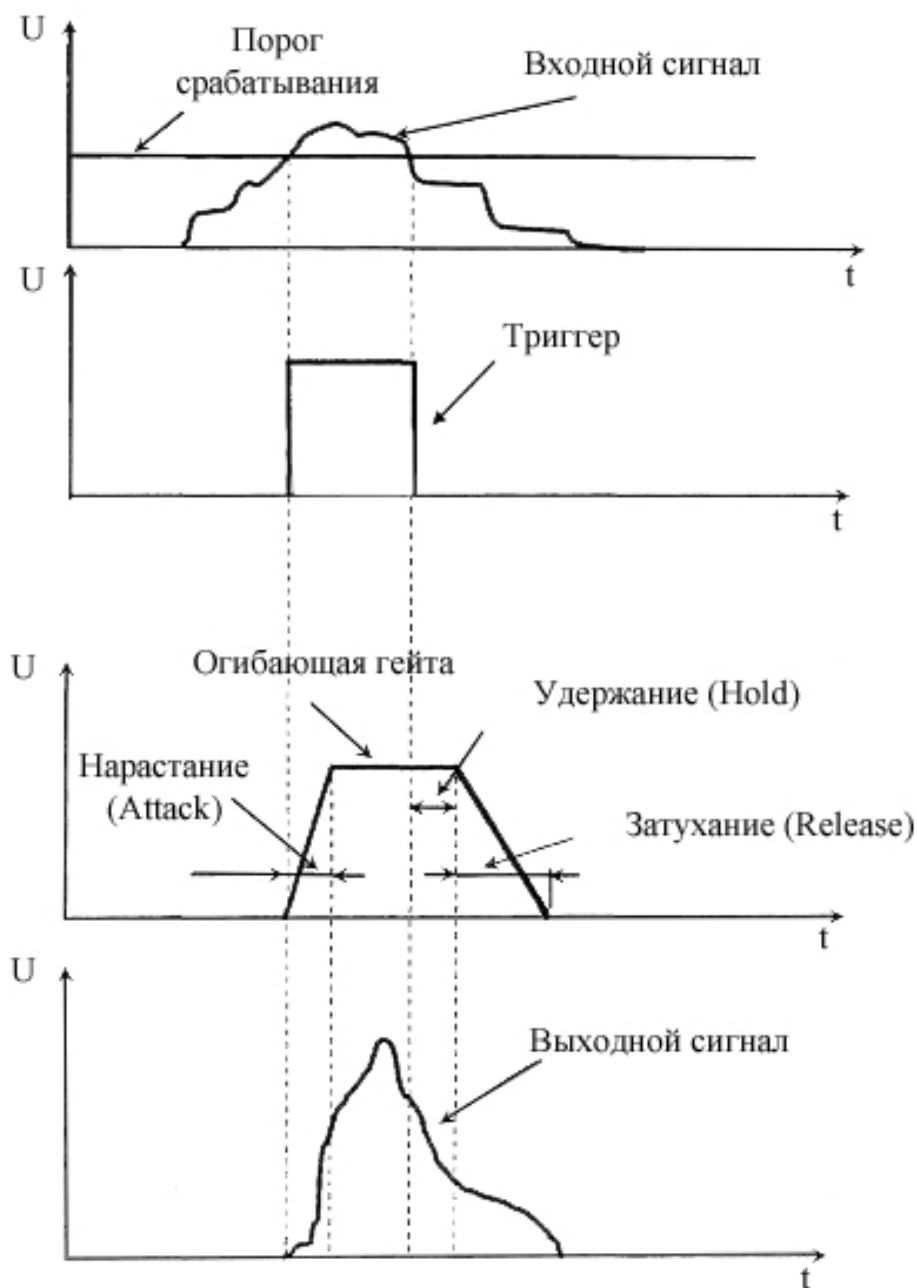 U
Порог
срабатывания
Входной сигнал
t
U
Триггер
t
U
Огибающая гейта
Удержание (Hold)
Нарастание
(Attack)
Затухание (Release)
t
U
Выходной сигнал
t